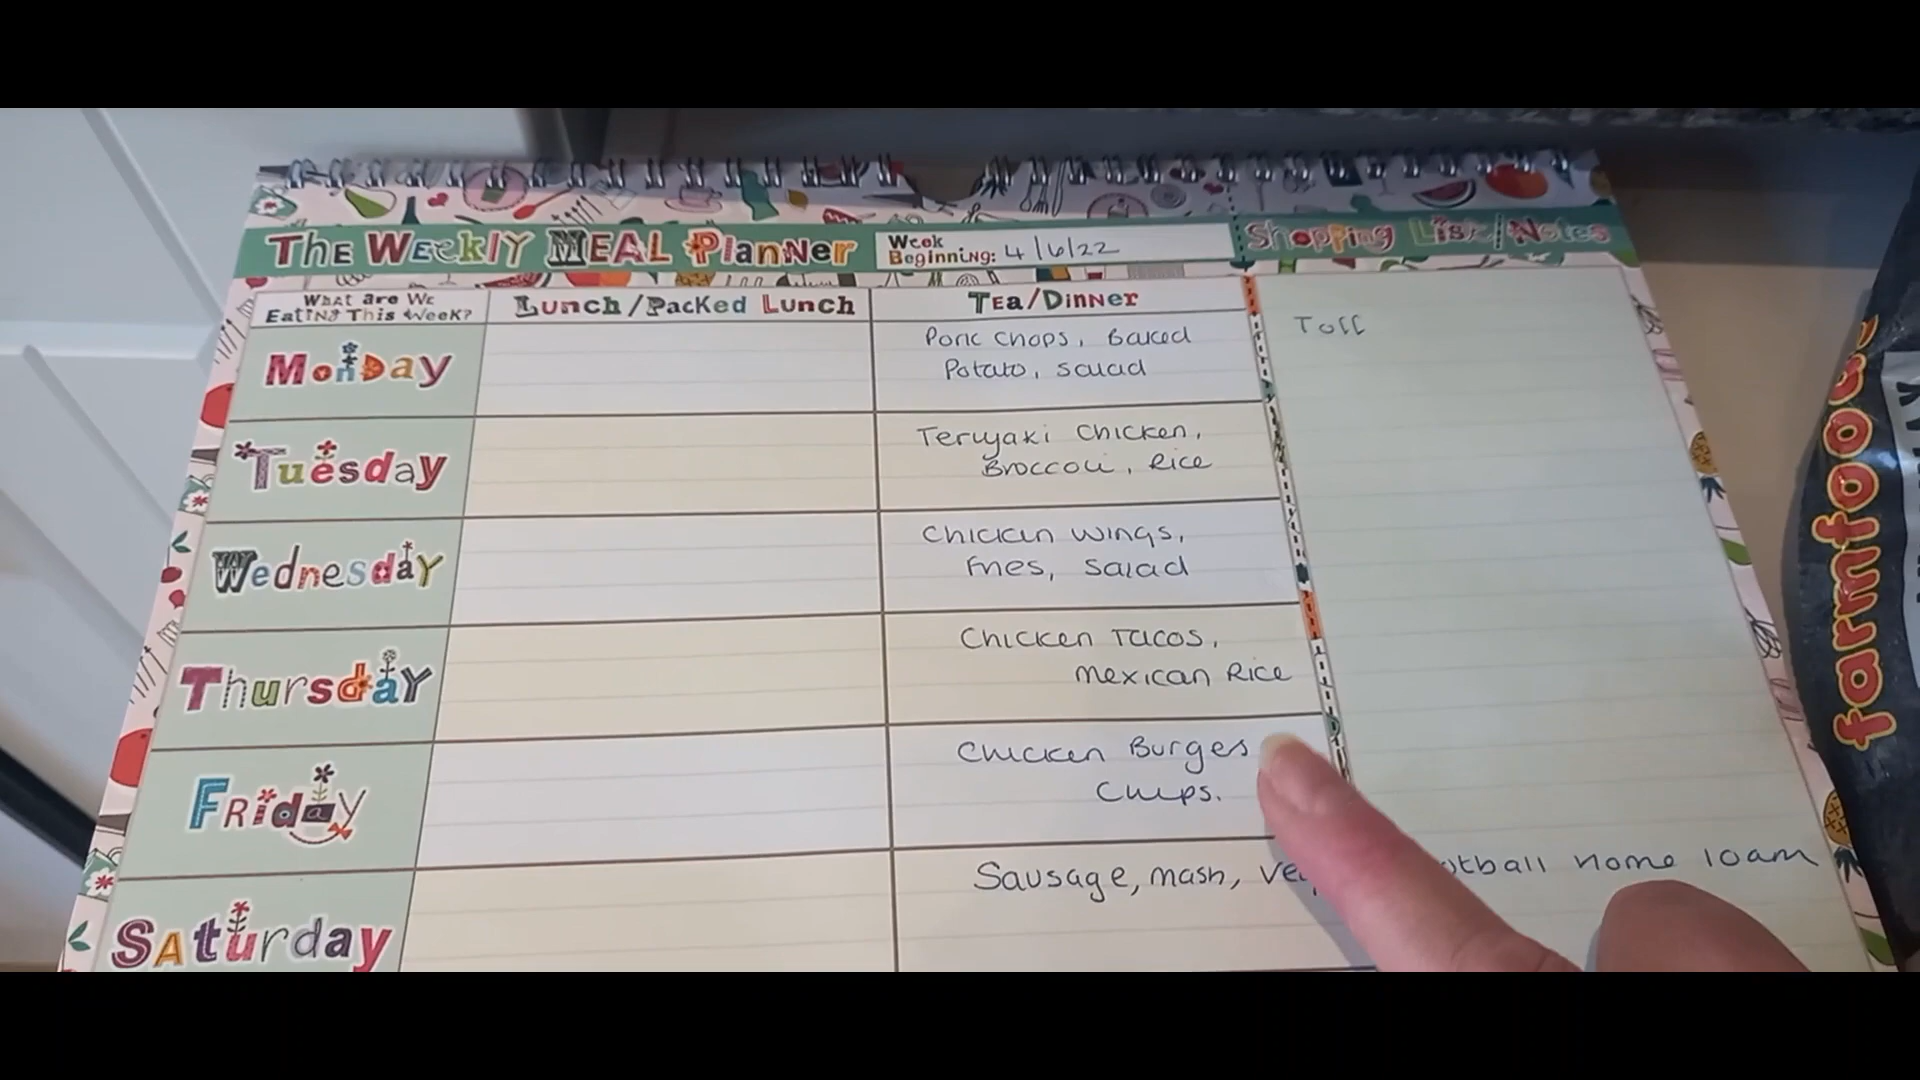 The Weekly Meal Planner
Week Beginning: 4/6/22
Shopping List/Notes
What are We Eating This Week?
Lunch/Packed Lunch
Tea/Dinner
Toff
Monday
Pork chops, Baked
Potato, salad
Tuesday
Teriyaki Chicken,
Broccoli, Rice
Wednesday
Chicken wings,
fries, salad
Thursday
Chicken Tacos,
Mexican Rice
Friday
Chicken Burges
Chips.
Saturday
Sausage, mash,
home 10am
farmfoods